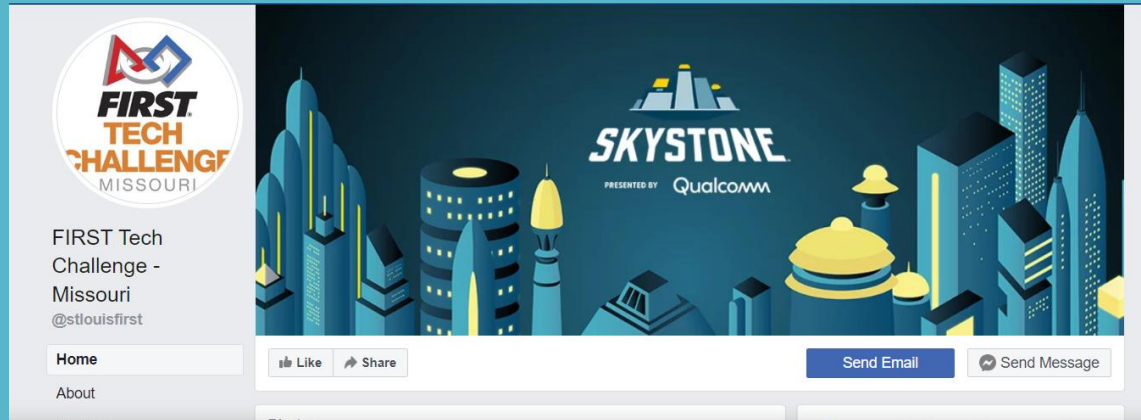 FIRST
TECH
CHALLENGE
MISSOURI
FIRST Tech
Challenge -
Missouri
@stlouisfirst
Home
About
SKYSTONE
PRESENTED BY Qualcomm
Like Share
Send Email Send Message